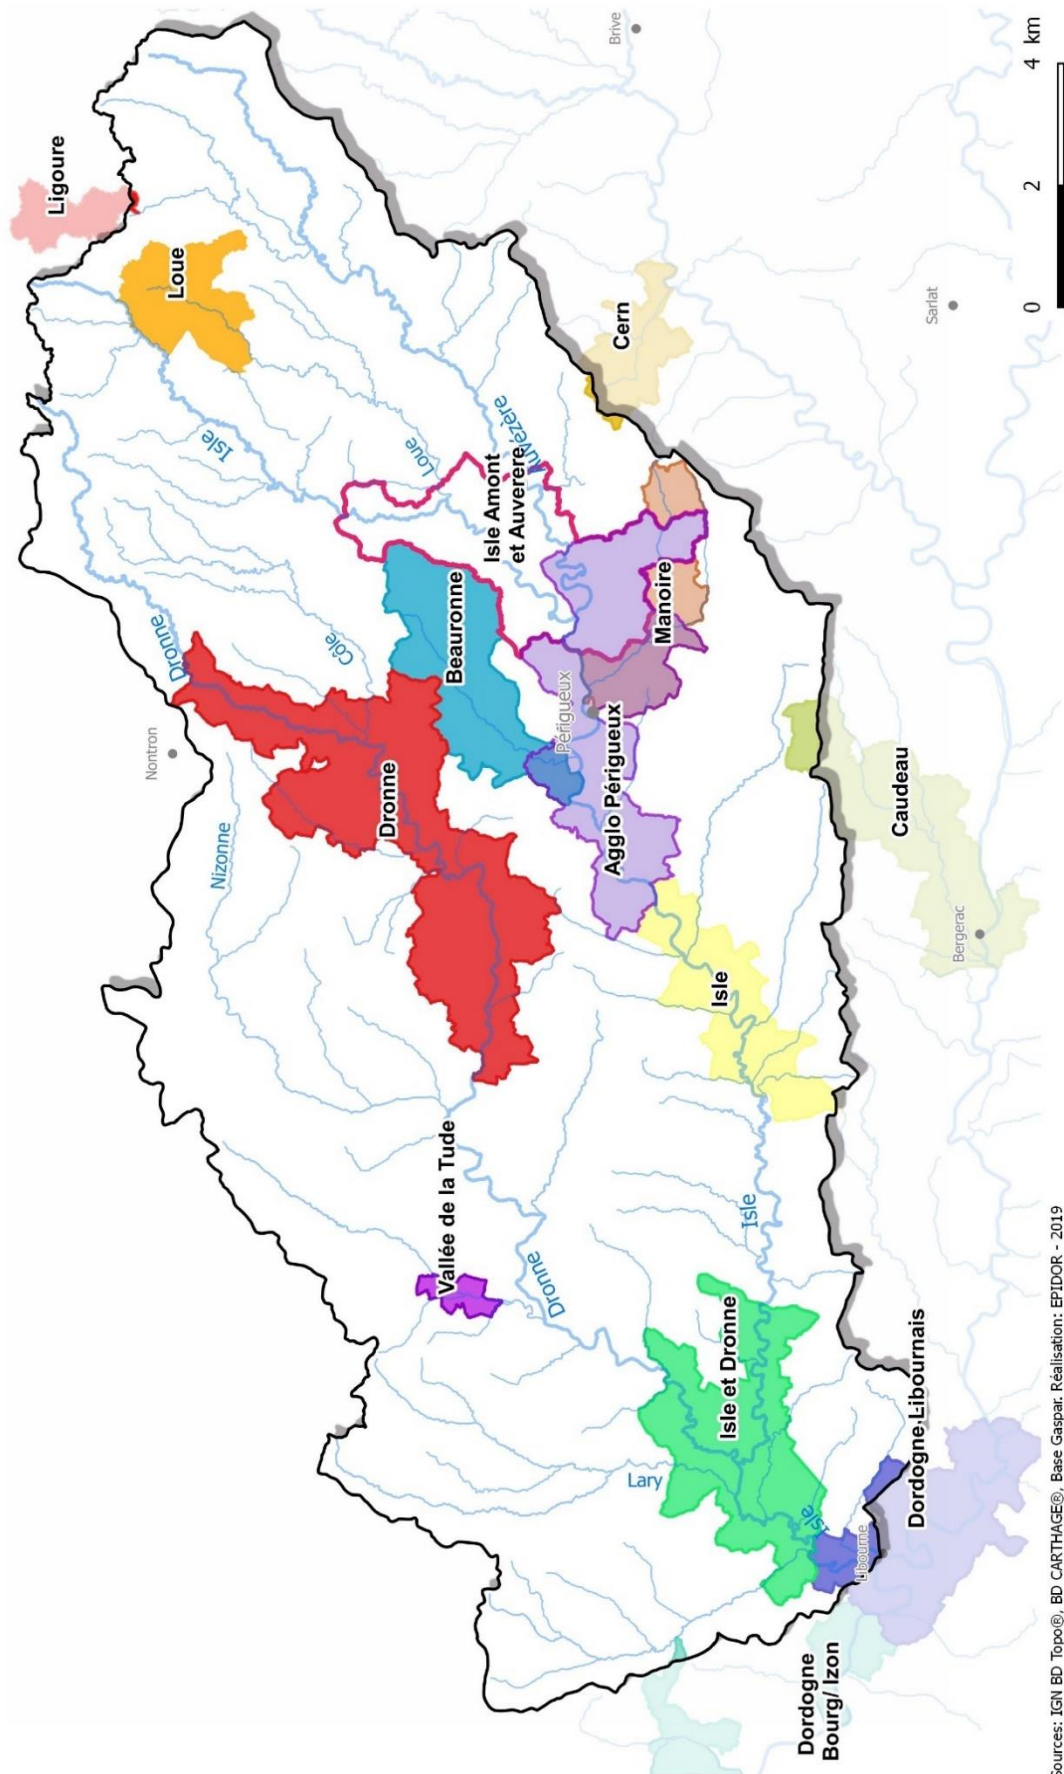 Ligoure
Loue
Brive
Cern
Sarlat
Isle
Loue
Auvézère
Isle Amont
et Auvereré
Dronne
Côle
Beauronne
Manoire
Périgueux
Agglo Périgueux
Nontron
Nizonne
Dronne
Caudeau
Bergerac
Isle
Vallée de la Tude
Isle
Dronne
Isle et Dronne
Lary
Isle
Libourne
Dordogne Libournais
Dordogne
Bourg/ Izon
0 2 4 km
Sources: IGN BD Topo®, BD CARTHAGE®, Base Gaspar. Réalisation: EPIDOR - 2019